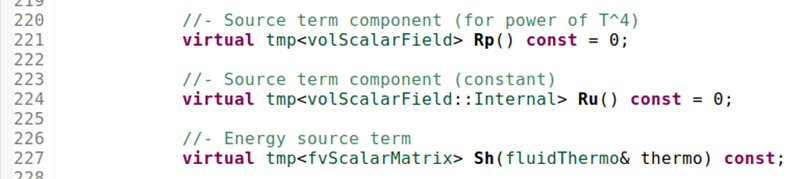 219
220 //- Source term component (for power of T^4)
221 virtual tmp<volScalarField> Rp() const = 0;
222
223 //- Source term component (constant)
224 virtual tmp<volScalarField::Internal> Ru() const = 0;
225
226 //- Energy source term
227 virtual tmp<fvScalarMatrix> Sh(fluidThermo& thermo) const;
228